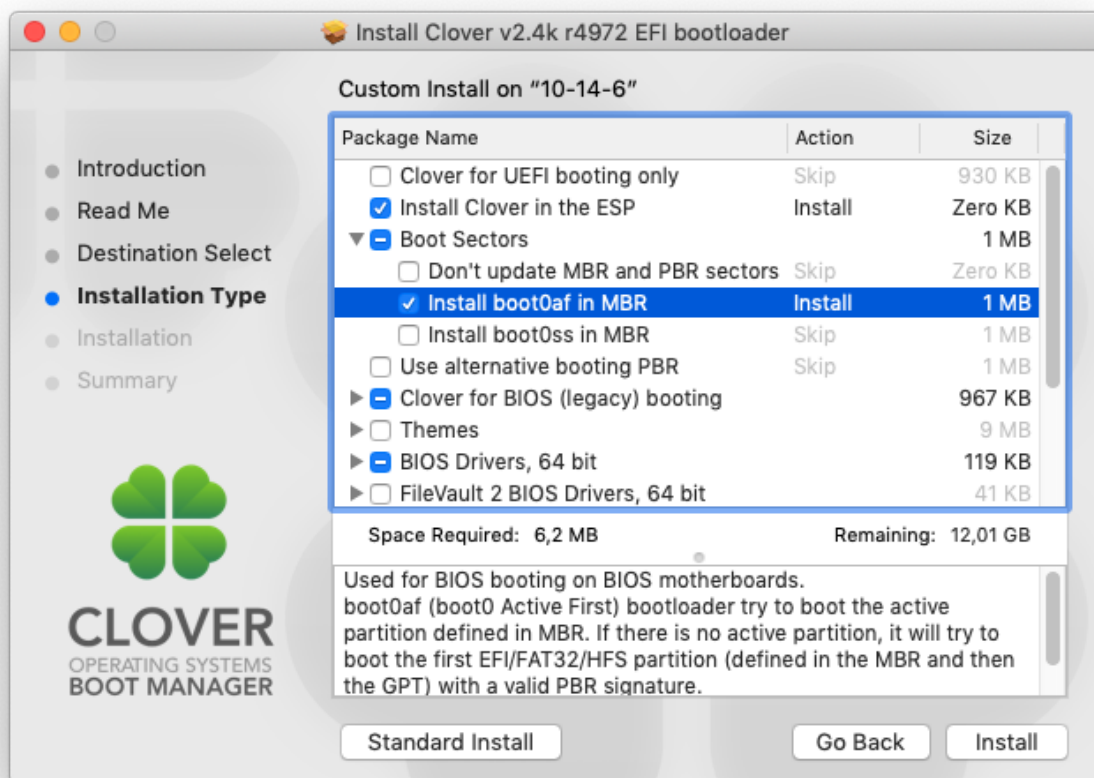 Install Clover v2.4k r4972 EFI bootloader
Custom Install on “10-14-6”
Introduction
Read Me
Destination Select
Installation Type
Installation
Summary
Package Name Action Size
Clover for UEFI booting only Skip 930 KB
Install Clover in the ESP Install Zero KB
Boot Sectors 1 MB
Don't update MBR and PBR sectors Skip Zero KB
Install boot0af in MBR Install 1 MB
Install boot0ss in MBR Skip 1 MB
Use alternative booting PBR Skip 1 MB
Clover for BIOS (legacy) booting 967 KB
Themes 9 MB
BIOS Drivers, 64 bit 119 KB
FileVault 2 BIOS Drivers, 64 bit 41 KB
Space Required: 6,2 MB Remaining: 12,01 GB
Used for BIOS booting on BIOS motherboards.
boot0af (boot0 Active First) bootloader try to boot the active
partition defined in MBR. If there is no active partition, it will try to
boot the first EFI/FAT32/HFS partition (defined in the MBR and then
the GPT) with a valid PBR signature.
CLOVER
OPERATING SYSTEMS
BOOT MANAGER
Standard Install Go Back Install